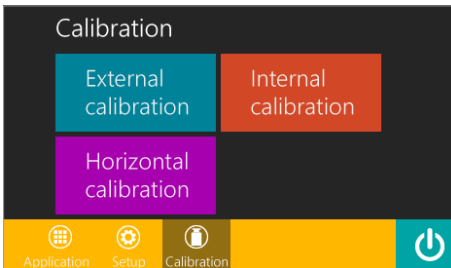 Calibration
External
calibration
Internal
calibration
Horizontal
calibration
Application
Setup
Calibration